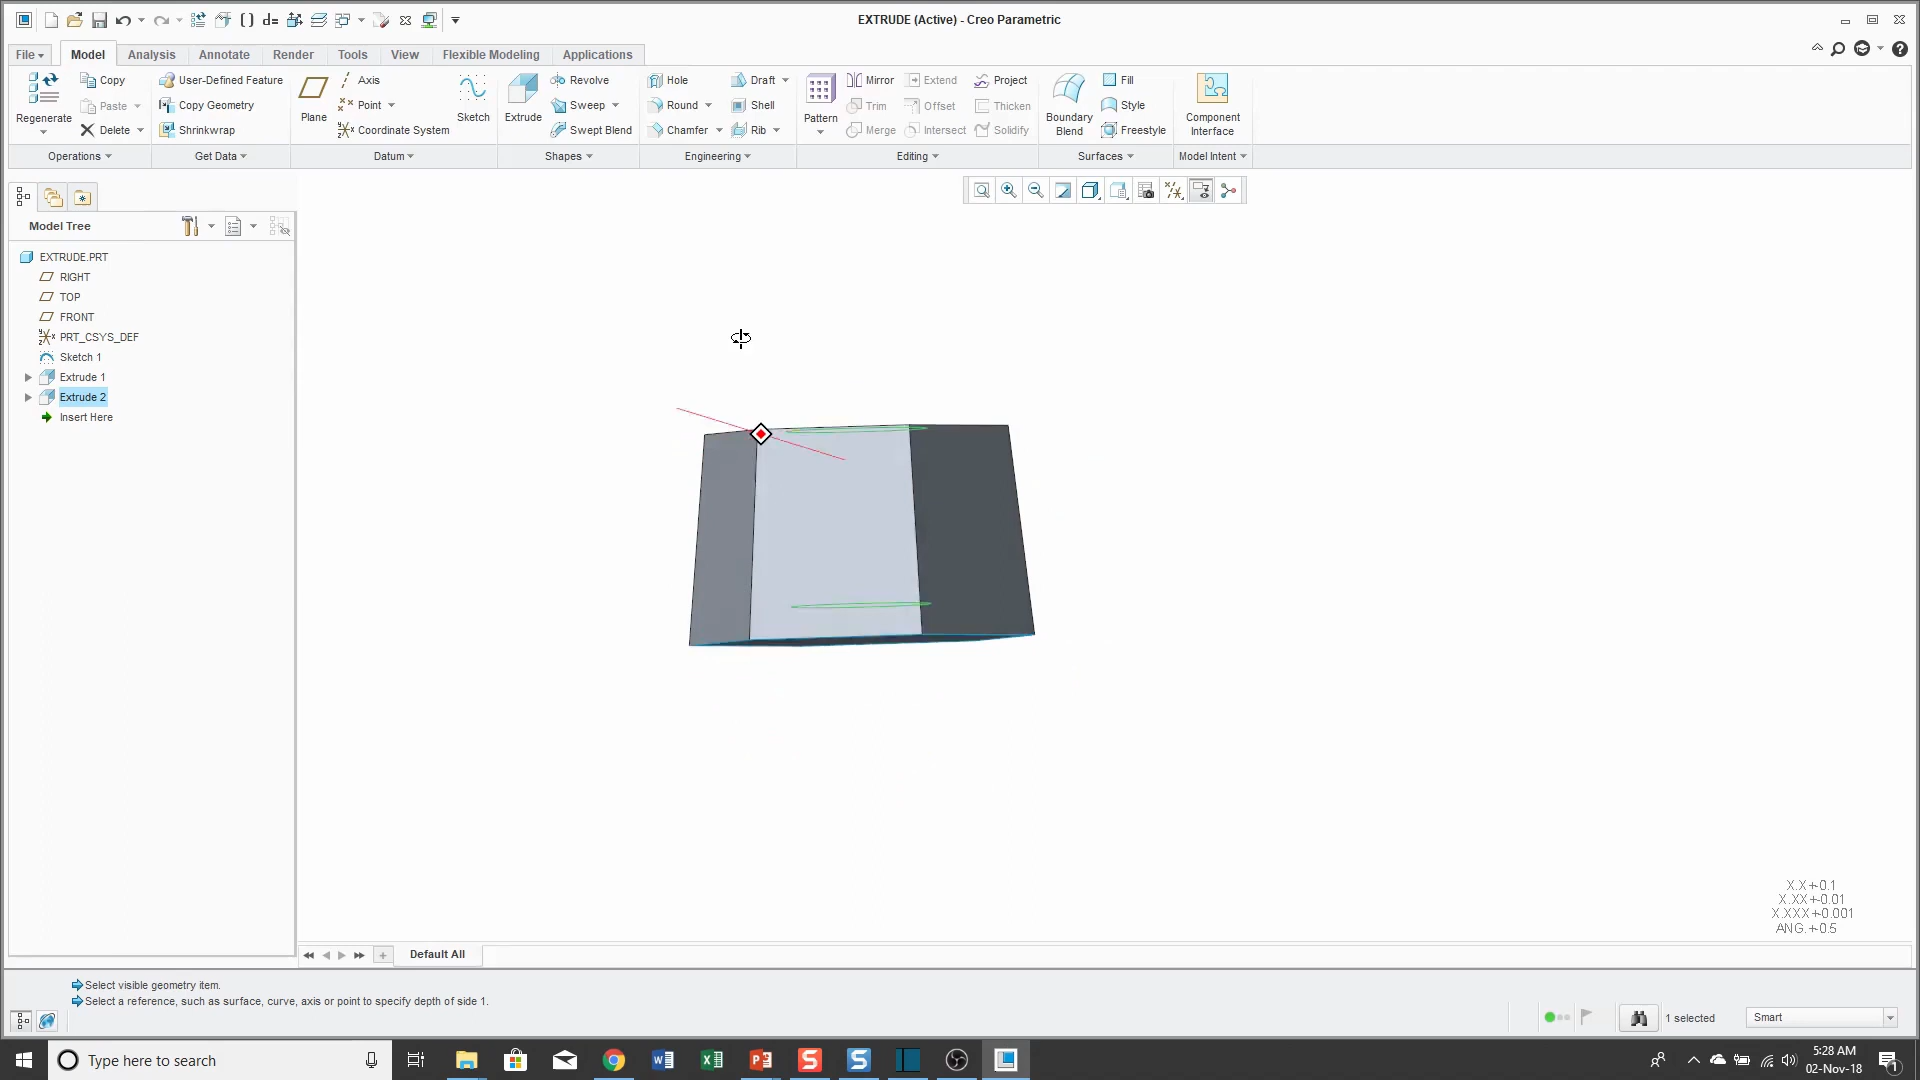 EXTRUDE (Active) - Creo Parametric
File Model Analysis Annotate Render Tools View Flexible Modeling Applications
Regenerate
Copy
Paste
Delete
Operations
User-Defined Feature
Copy Geometry
Shrinkwrap
Get Data
Plane
Axis
Point
Coordinate System
Sketch
Datum
Extrude
Revolve
Sweep
Swept Blend
Shapes
Hole
Round
Chamfer
Draft
Shell
Rib
Engineering
Pattern
Mirror
Trim
Merge
Extend
Offset
Intersect
Project
Thicken
Solidify
Editing
Boundary
Blend
Fill
Style
Freestyle
Surfaces
Component
Interface
Model Intent
Model Tree
EXTRUDE.PRT
RIGHT
TOP
FRONT
PRT_CSYS_DEF
Sketch 1
Extrude 1
Extrude 2
Insert Here
X.X+-0.1
X.XX+-0.01
X.XXX+-0.001
ANG.+-0.5
Default All
Select visible geometry item.
Select a reference, such as surface, curve, axis or point to specify depth of side 1.
1 selected
Smart
Type here to search
5:28 AM
02-Nov-18